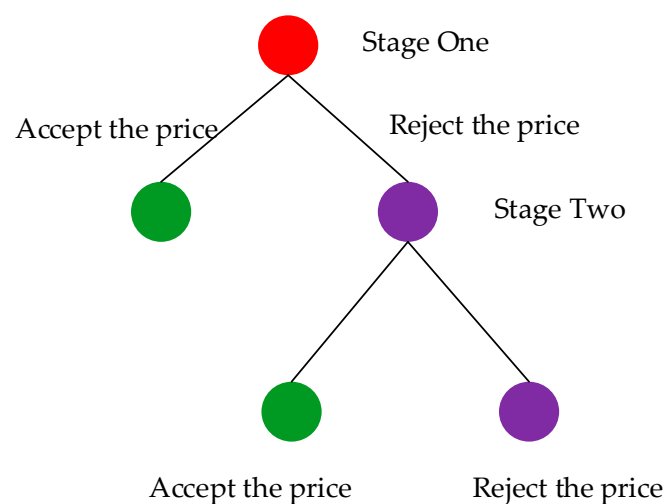 Stage One
Accept the price
Reject the price
Stage Two
Accept the price
Reject the price